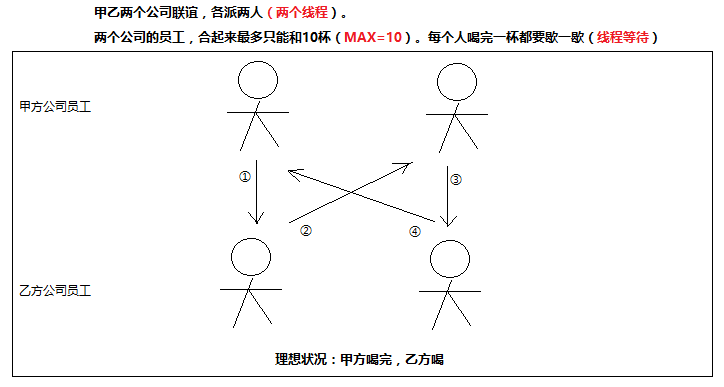 甲乙两个公司联谊，各派两人（两个线程）。
两个公司的员工，合起来最多只能和10杯（MAX=10）。每个人喝完一杯都要歇一歇（线程等待）
甲方公司员工
①
③
②
④
乙方公司员工
理想状况：甲方喝完，乙方喝